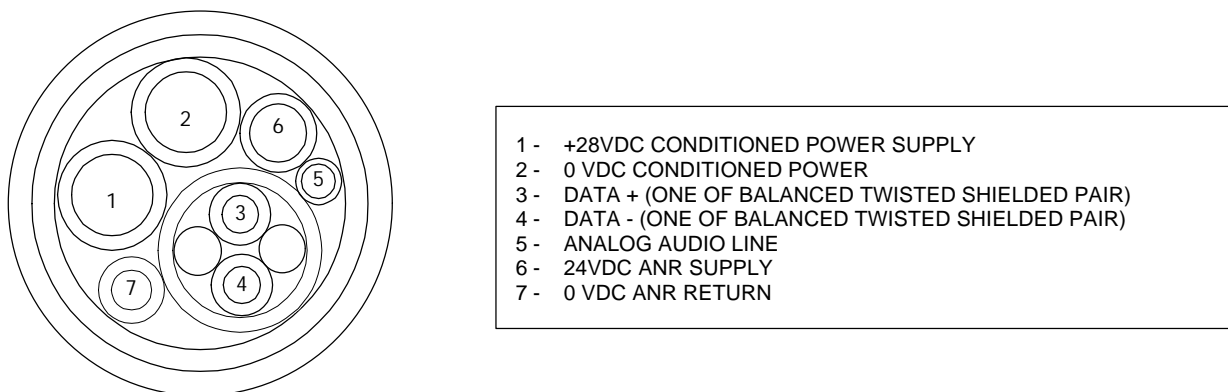 2
6
5
1
3
4
7
1 - +28VDC CONDITIONED POWER SUPPLY
2 - 0 VDC CONDITIONED POWER
3 - DATA + (ONE OF BALANCED TWISTED SHIELDED PAIR)
4 - DATA - (ONE OF BALANCED TWISTED SHIELDED PAIR)
5 - ANALOG AUDIO LINE
6 - 24VDC ANR SUPPLY
7 - 0 VDC ANR RETURN